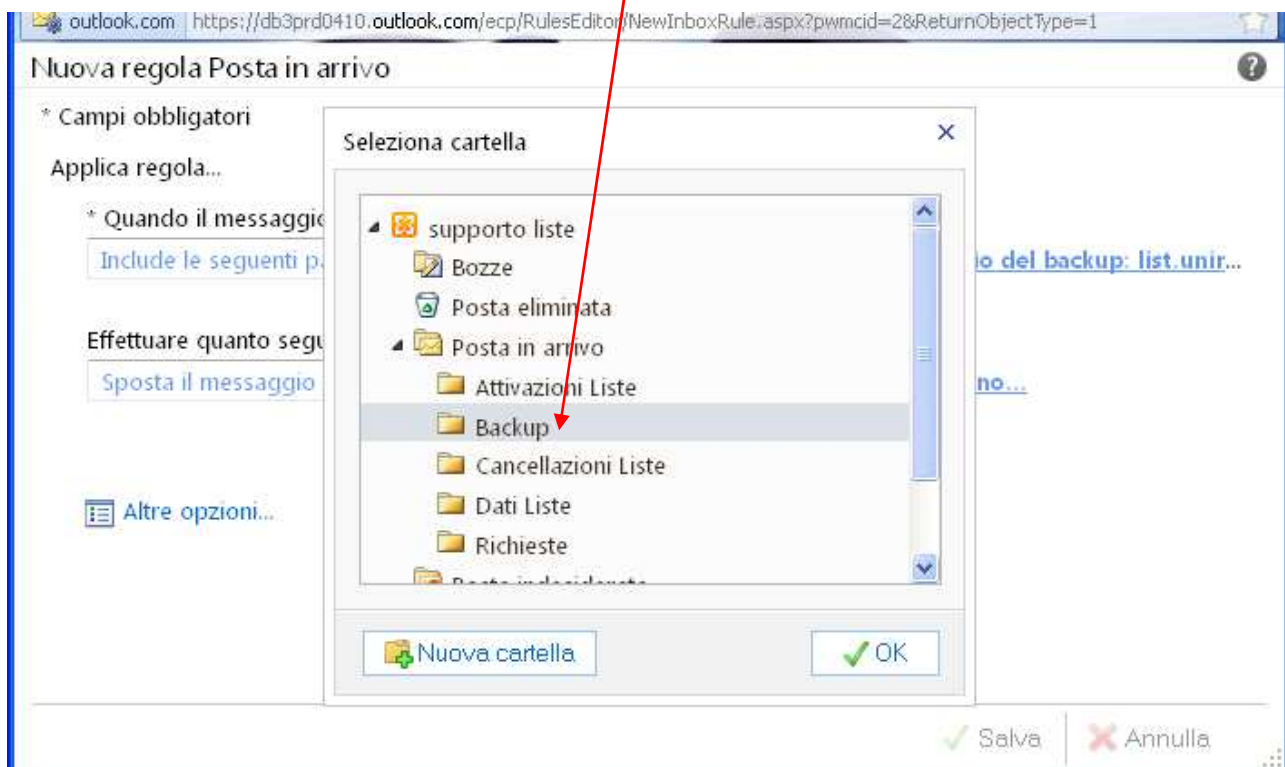 outlook.com https://db3prd0410.outlook.com/ecp/RulesEditor/NewInboxRule.aspx?pwmcid=2&ReturnObjectType=1
Nuova regola Posta in arrivo
* Campi obbligatori
Applica regola...
* Quando il messaggio
Include le seguenti pa
io del backup: list.unir...
Effettuare quanto segu
Sposta il messaggio
no...
Altre opzioni...
Seleziona cartella
supporto liste
Bozze
Posta eliminata
Posta in arrivo
Attivazioni Liste
Backup
Cancellazioni Liste
Dati Liste
Richieste
Posta indesiderata
Nuova cartella
OK
Salva
Annulla